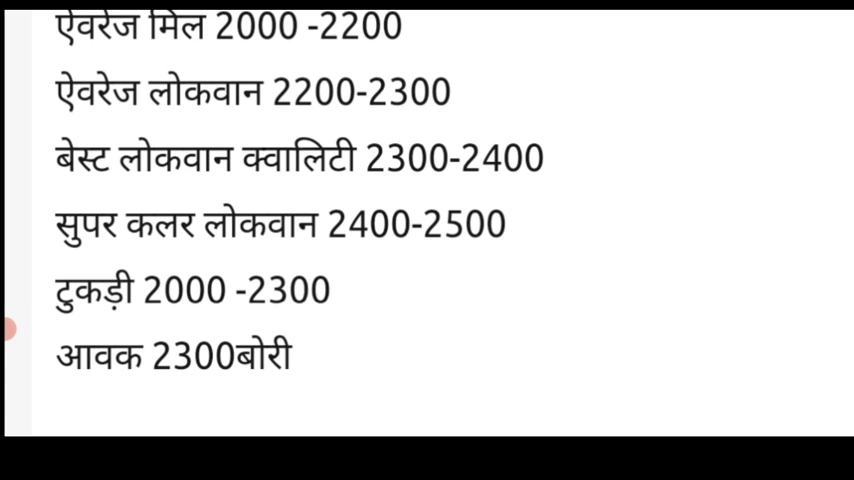 ऐवरेज मिल 2000 -2200
ऐवरेज लोकवान 2200-2300
बेस्ट लोकवान क्वालिटी 2300-2400
सुपर कलर लोकवान 2400-2500
टुकड़ी 2000 -2300
आवक 2300बोरी